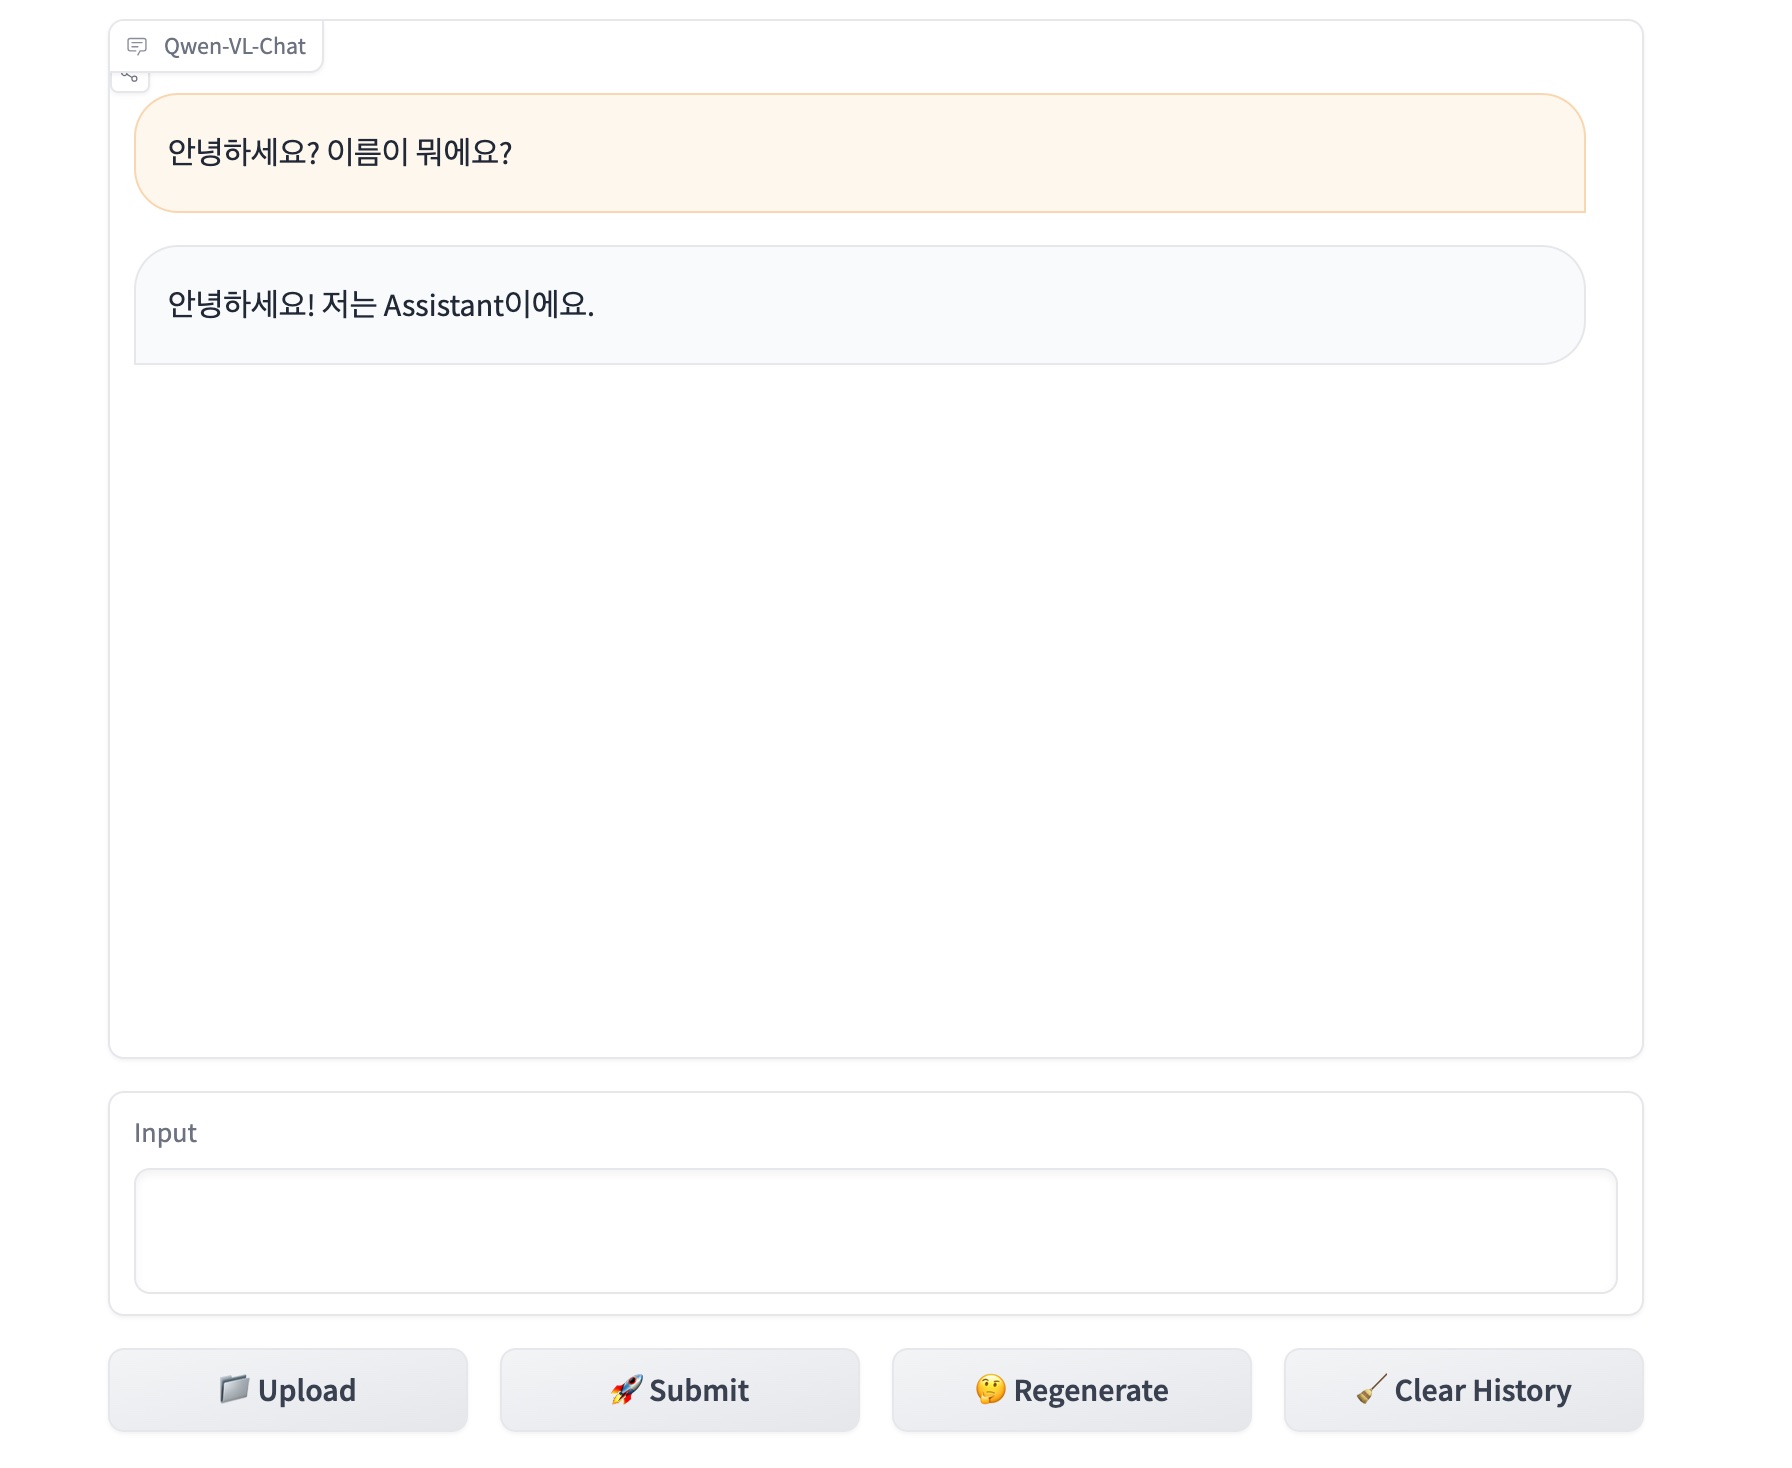 Qwen-VL-Chat
안녕하세요? 이름이 뭐에요?
안녕하세요! 저는 Assistant이에요.
Input
Upload
Submit
Regenerate
Clear History